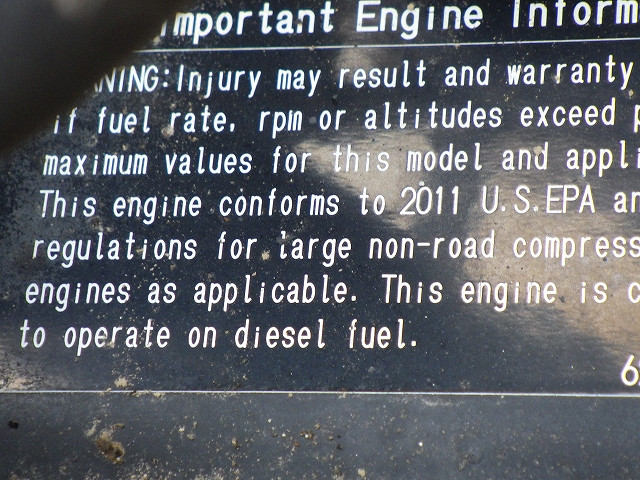 Important Engine Inform
NING: Injury may result and warranty
if fuel rate, rpm or altitudes exceed p
maximum values for this model and appli
This engine conforms to 2011 U.S.EPA an
regulations for large non-road compress
engines as applicable. This engine is c
to operate on diesel fuel.
6